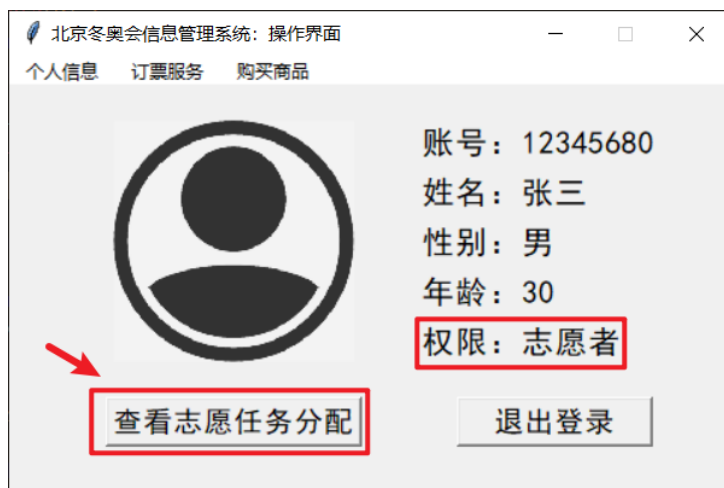 北京冬奥会信息管理系统：操作界面
个人信息 订票服务 购买商品
账号：12345680
姓名：张三
性别：男
年龄：30
权限：志愿者
查看志愿任务分配 退出登录